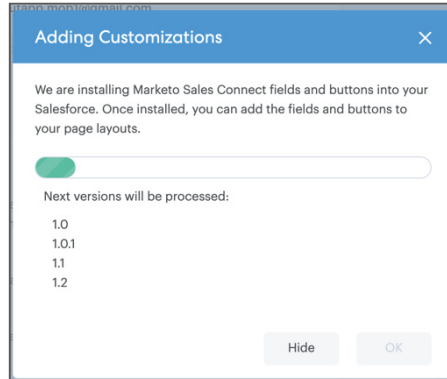 Adding Customizations
We are installing Marketo Sales Connect fields and buttons into your
Salesforce. Once installed, you can add the fields and buttons to
your page layouts.
Next versions will be processed:
1.0
1.0.1
1.1
1.2
Hide
OK